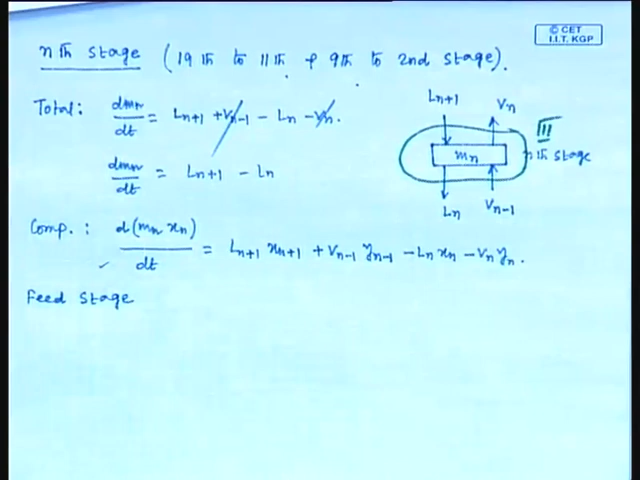 © CET
I.I.T. KGP
nth stage (19th to 11th & 9th to 2nd stage).
Total: dmn/dt = Ln+1 + Vn-1 - Ln - Vn.
dmn/dt = Ln+1 - Ln
Ln+1 Vn
III
mn nth stage
Ln Vn-1
Comp.: d(mn xn)/dt = Ln+1 xn+1 + Vn-1 yn-1 - Ln xn - Vn yn.
Feed stage